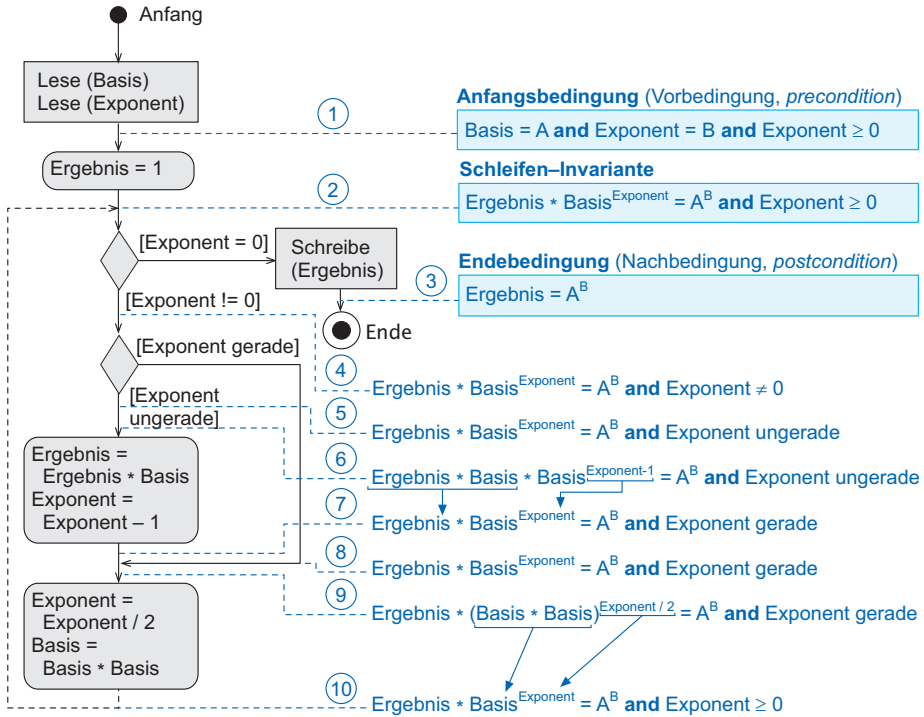 Anfang
Lese (Basis)
Lese (Exponent)
Anfangsbedingung (Vorbedingung, precondition)
1
Basis = A and Exponent = B and Exponent ≥ 0
Ergebnis = 1
Schleifen–Invariante
2
Ergebnis * Basis^Exponent = A^B and Exponent ≥ 0
[Exponent = 0]
Schreibe
(Ergebnis)
Endebedingung (Nachbedingung, postcondition)
3
Ergebnis = A^B
[Exponent != 0]
Ende
[Exponent gerade]
4
Ergebnis * Basis^Exponent = A^B and Exponent ≠ 0
[Exponent
ungerade]
5
Ergebnis * Basis^Exponent = A^B and Exponent ungerade
Ergebnis =
Ergebnis * Basis
Exponent =
Exponent – 1
6
Ergebnis * Basis * Basis^Exponent-1 = A^B and Exponent ungerade
7
Ergebnis * Basis^Exponent = A^B and Exponent gerade
8
Ergebnis * Basis^Exponent = A^B and Exponent gerade
9
Ergebnis * (Basis * Basis)^Exponent / 2 = A^B and Exponent gerade
Exponent =
Exponent / 2
Basis =
Basis * Basis
10
Ergebnis * Basis^Exponent = A^B and Exponent ≥ 0